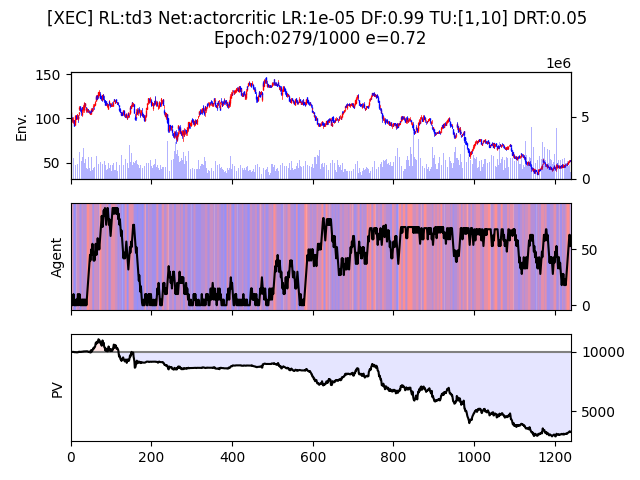 [XEC] RL:td3 Net:actorcritic LR:1e-05 DF:0.99 TU:[1,10] DRT:0.05
Epoch:0279/1000 e=0.72
1e6
150
100
50
Env.
5
0
Agent
50
0
PV
10000
5000
0 200 400 600 800 1000 1200